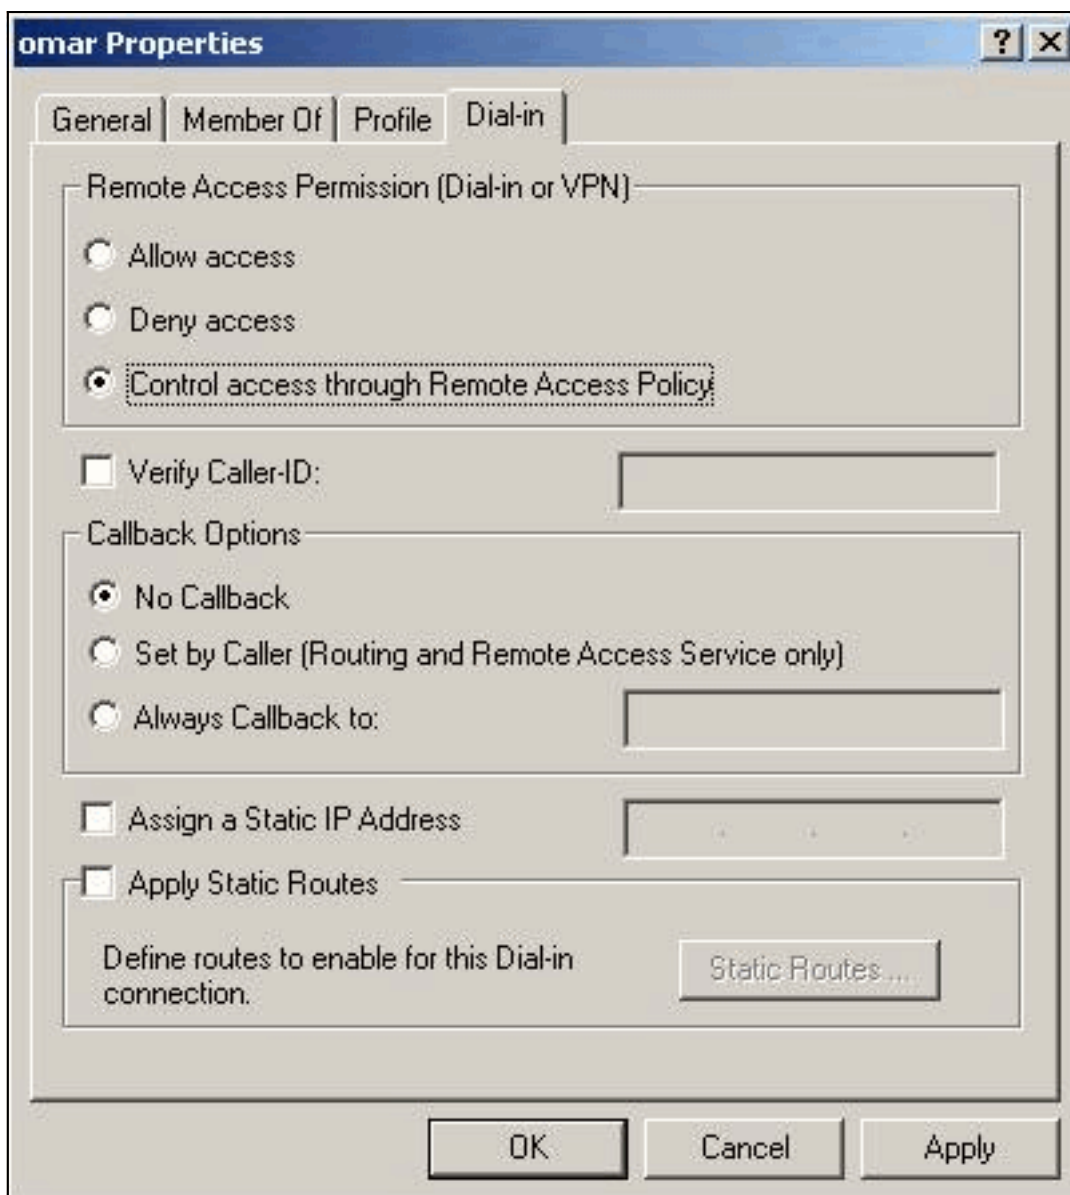 omar Properties
General Member Of Profile Dial-in
Remote Access Permission (Dial-in or VPN)
Allow access
Deny access
Control access through Remote Access Policy
Verify Caller-ID:
Callback Options
No Callback
Set by Caller (Routing and Remote Access Service only)
Always Callback to:
Assign a Static IP Address
Apply Static Routes
Define routes to enable for this Dial-in
connection.
Static Routes ...
OK Cancel Apply